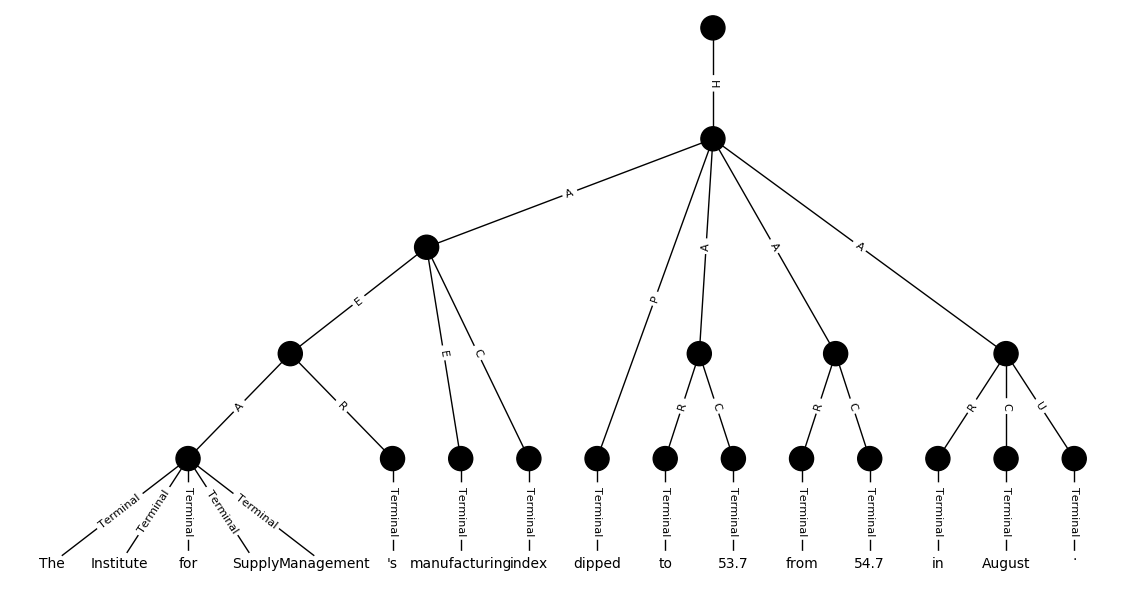 H
A
E
P
A
A
A
E
C
A
R
R
C
R
C
R
C
U
Terminal Terminal Terminal Terminal Terminal Terminal Terminal Terminal Terminal Terminal Terminal Terminal Terminal Terminal Terminal Terminal
The Institute for Supply Management 's manufacturing index dipped to 53.7 from 54.7 in August .